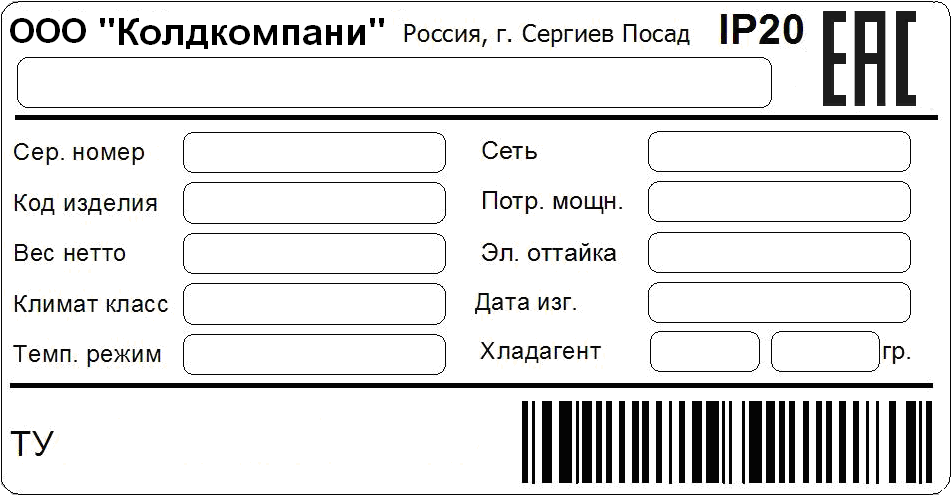 ООО "Колдкомпани" Россия, г. Сергиев Посад IP20 EAC
Сер. номер Сеть
Код изделия Потр. мощн.
Вес нетто Эл. оттайка
Климат класс Дата изг.
Темп. режим Хладагент гр.
ТУ